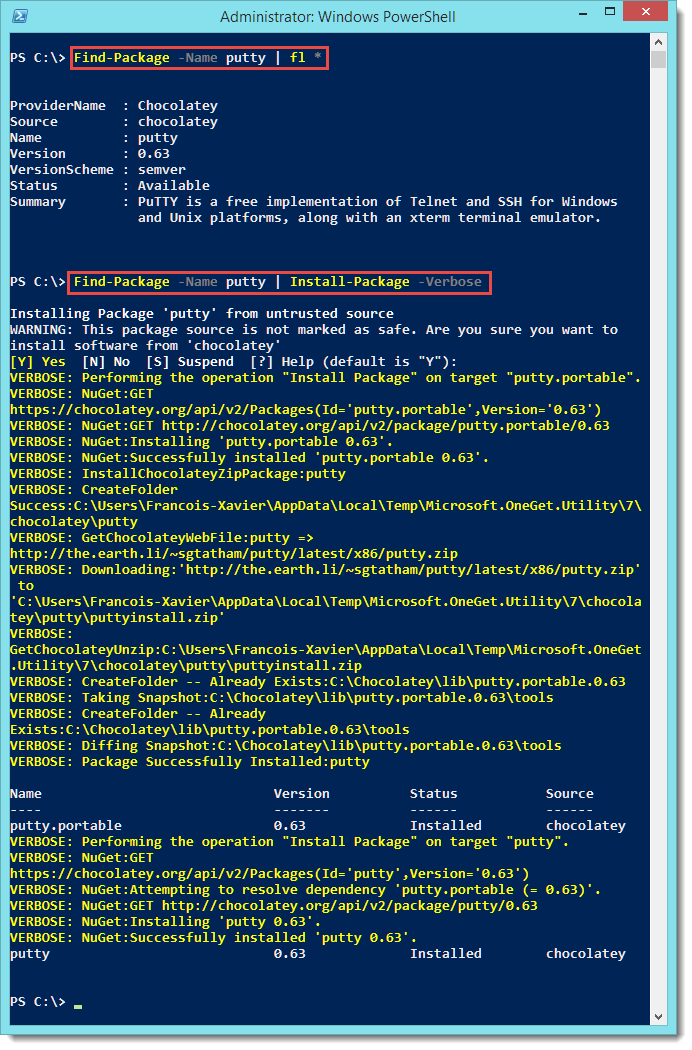 Administrator: Windows PowerShell
PS C:\> Find-Package -Name putty | fl *
ProviderName  : Chocolatey
Source        : chocolatey
Name          : putty
Version       : 0.63
VersionScheme : semver
Status        : Available
Summary       : PuTTY is a free implementation of Telnet and SSH for Windows
                and Unix platforms, along with an xterm terminal emulator.
PS C:\> Find-Package -Name putty | Install-Package -Verbose
Installing Package 'putty' from untrusted source
WARNING: This package source is not marked as safe. Are you sure you want to
install software from 'chocolatey'
[Y] Yes  [N] No  [S] Suspend  [?] Help (default is "Y"):
VERBOSE: Performing the operation "Install Package" on target "putty.portable".
VERBOSE: NuGet:GET
https://chocolatey.org/api/v2/Packages(Id='putty.portable',Version='0.63')
VERBOSE: NuGet:GET http://chocolatey.org/api/v2/package/putty.portable/0.63
VERBOSE: NuGet:Installing 'putty.portable 0.63'.
VERBOSE: NuGet:Successfully installed 'putty.portable 0.63'.
VERBOSE: InstallChocolateyZipPackage:putty
VERBOSE: CreateFolder
Success:C:\Users\Francois-Xavier\AppData\Local\Temp\Microsoft.OneGet.Utility\7\
chocolatey\putty
VERBOSE: GetChocolateyWebFile:putty =>
http://the.earth.li/~sgtatham/putty/latest/x86/putty.zip
VERBOSE: Downloading:'http://the.earth.li/~sgtatham/putty/latest/x86/putty.zip'
 to
'C:\Users\Francois-Xavier\AppData\Local\Temp\Microsoft.OneGet.Utility\7\chocola
tey\putty\puttyinstall.zip'
VERBOSE:
GetChocolateyUnzip:C:\Users\Francois-Xavier\AppData\Local\Temp\Microsoft.OneGet
.Utility\7\chocolatey\putty\puttyinstall.zip
VERBOSE: CreateFolder -- Already Exists:C:\Chocolatey\lib\putty.portable.0.63
VERBOSE: Taking Snapshot:C:\Chocolatey\lib\putty.portable.0.63\tools
VERBOSE: CreateFolder -- Already
Exists:C:\Chocolatey\lib\putty.portable.0.63\tools
VERBOSE: Diffing Snapshot:C:\Chocolatey\lib\putty.portable.0.63\tools
VERBOSE: Package Successfully Installed:putty
Name                             Version          Status           Source
----                             -------          ------           ------
putty.portable                   0.63             Installed        chocolatey
VERBOSE: Performing the operation "Install Package" on target "putty".
VERBOSE: NuGet:GET
https://chocolatey.org/api/v2/Packages(Id='putty',Version='0.63')
VERBOSE: NuGet:Attempting to resolve dependency 'putty.portable (= 0.63)'.
VERBOSE: NuGet:GET http://chocolatey.org/api/v2/package/putty/0.63
VERBOSE: NuGet:Installing 'putty 0.63'.
VERBOSE: NuGet:Successfully installed 'putty 0.63'.
putty                            0.63             Installed        chocolatey
PS C:\> _